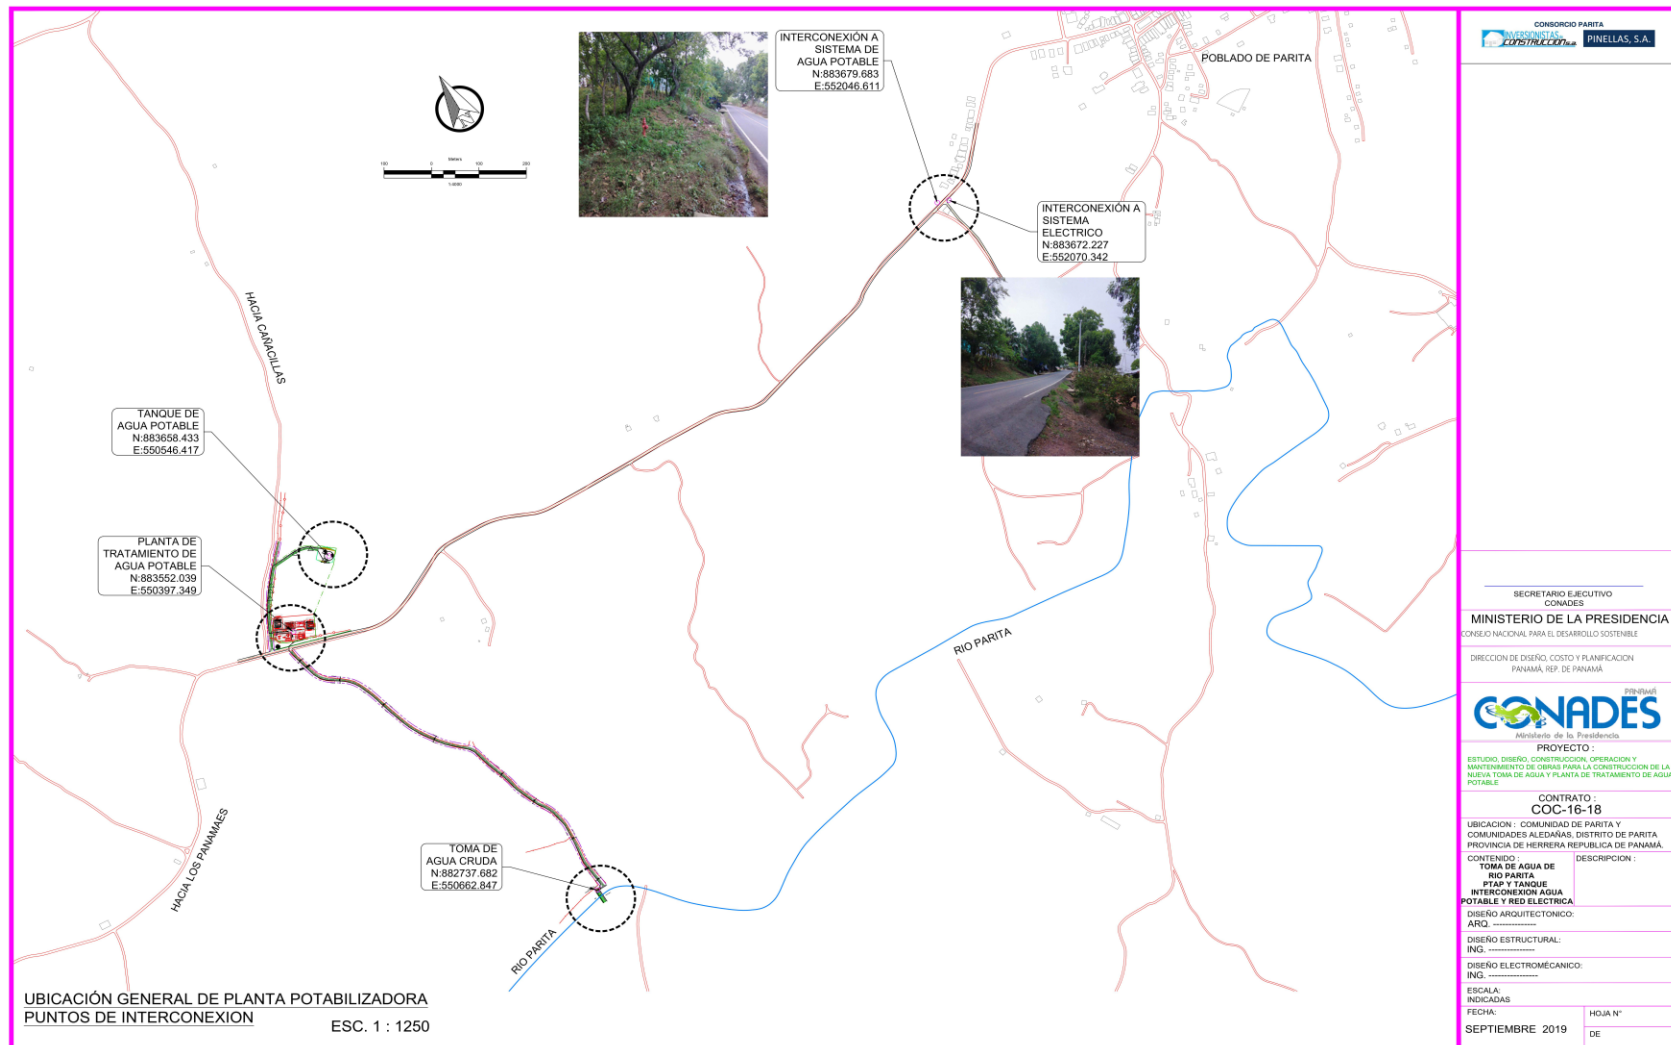 INTERCONEXIÓN A
SISTEMA DE
AGUA POTABLE
N:883679.683
E:552046.611
POBLADO DE PARITA
100 0 100 200
INTERCONEXIÓN A
SISTEMA
ELECTRICO
N:883672.227
E:552070.342
HACIA CAÑACILLAS
TANQUE DE
AGUA POTABLE
N:883658.433
E:550546.417
PLANTA DE
TRATAMIENTO DE
AGUA POTABLE
N:883552.039
E:550397.349
RIO PARITA
HACIA LOS PANAMAES
TOMA DE
AGUA CRUDA
N:882737.682
E:550662.847
RIO PARITA
UBICACIÓN GENERAL DE PLANTA POTABILIZADORA
PUNTOS DE INTERCONEXION
ESC. 1 : 1250
CONSORCIO PARITA
PINELLAS, S.A.
SECRETARIO EJECUTIVO
CONADES
MINISTERIO DE LA PRESIDENCIA
CONSEJO NACIONAL PARA EL DESARROLLO SOSTENIBLE
DIRECCION DE DISEÑO, COSTO Y PLANIFICACION
PANAMÁ, REP. DE PANAMÁ
PANAMÁ
CONADES
Ministerio de la Presidencia
PROYECTO :
ESTUDIO, DISEÑO, CONSTRUCCION, OPERACION Y
MANTENIMIENTO DE OBRAS PARA LA CONSTRUCCION DE LA
NUEVA TOMA DE AGUA Y PLANTA DE TRATAMIENTO DE AGUA
POTABLE
CONTRATO :
COC-16-18
UBICACION : COMUNIDAD DE PARITA Y
COMUNIDADES ALEDAÑAS, DISTRITO DE PARITA
PROVINCIA DE HERRERA REPUBLICA DE PANAMÁ.
CONTENIDO :
TOMA DE AGUA DE
RIO PARITA
PTAP Y TANQUE
INTERCONEXION AGUA
POTABLE Y RED ELECTRICA
DESCRIPCION :
DISEÑO ARQUITECTONICO:
ARQ. --------------
DISEÑO ESTRUCTURAL:
ING. ---------------
DISEÑO ELECTROMÉCANICO:
ING. ----------------
ESCALA:
INDICADAS
FECHA:
SEPTIEMBRE 2019
HOJA N°
DE